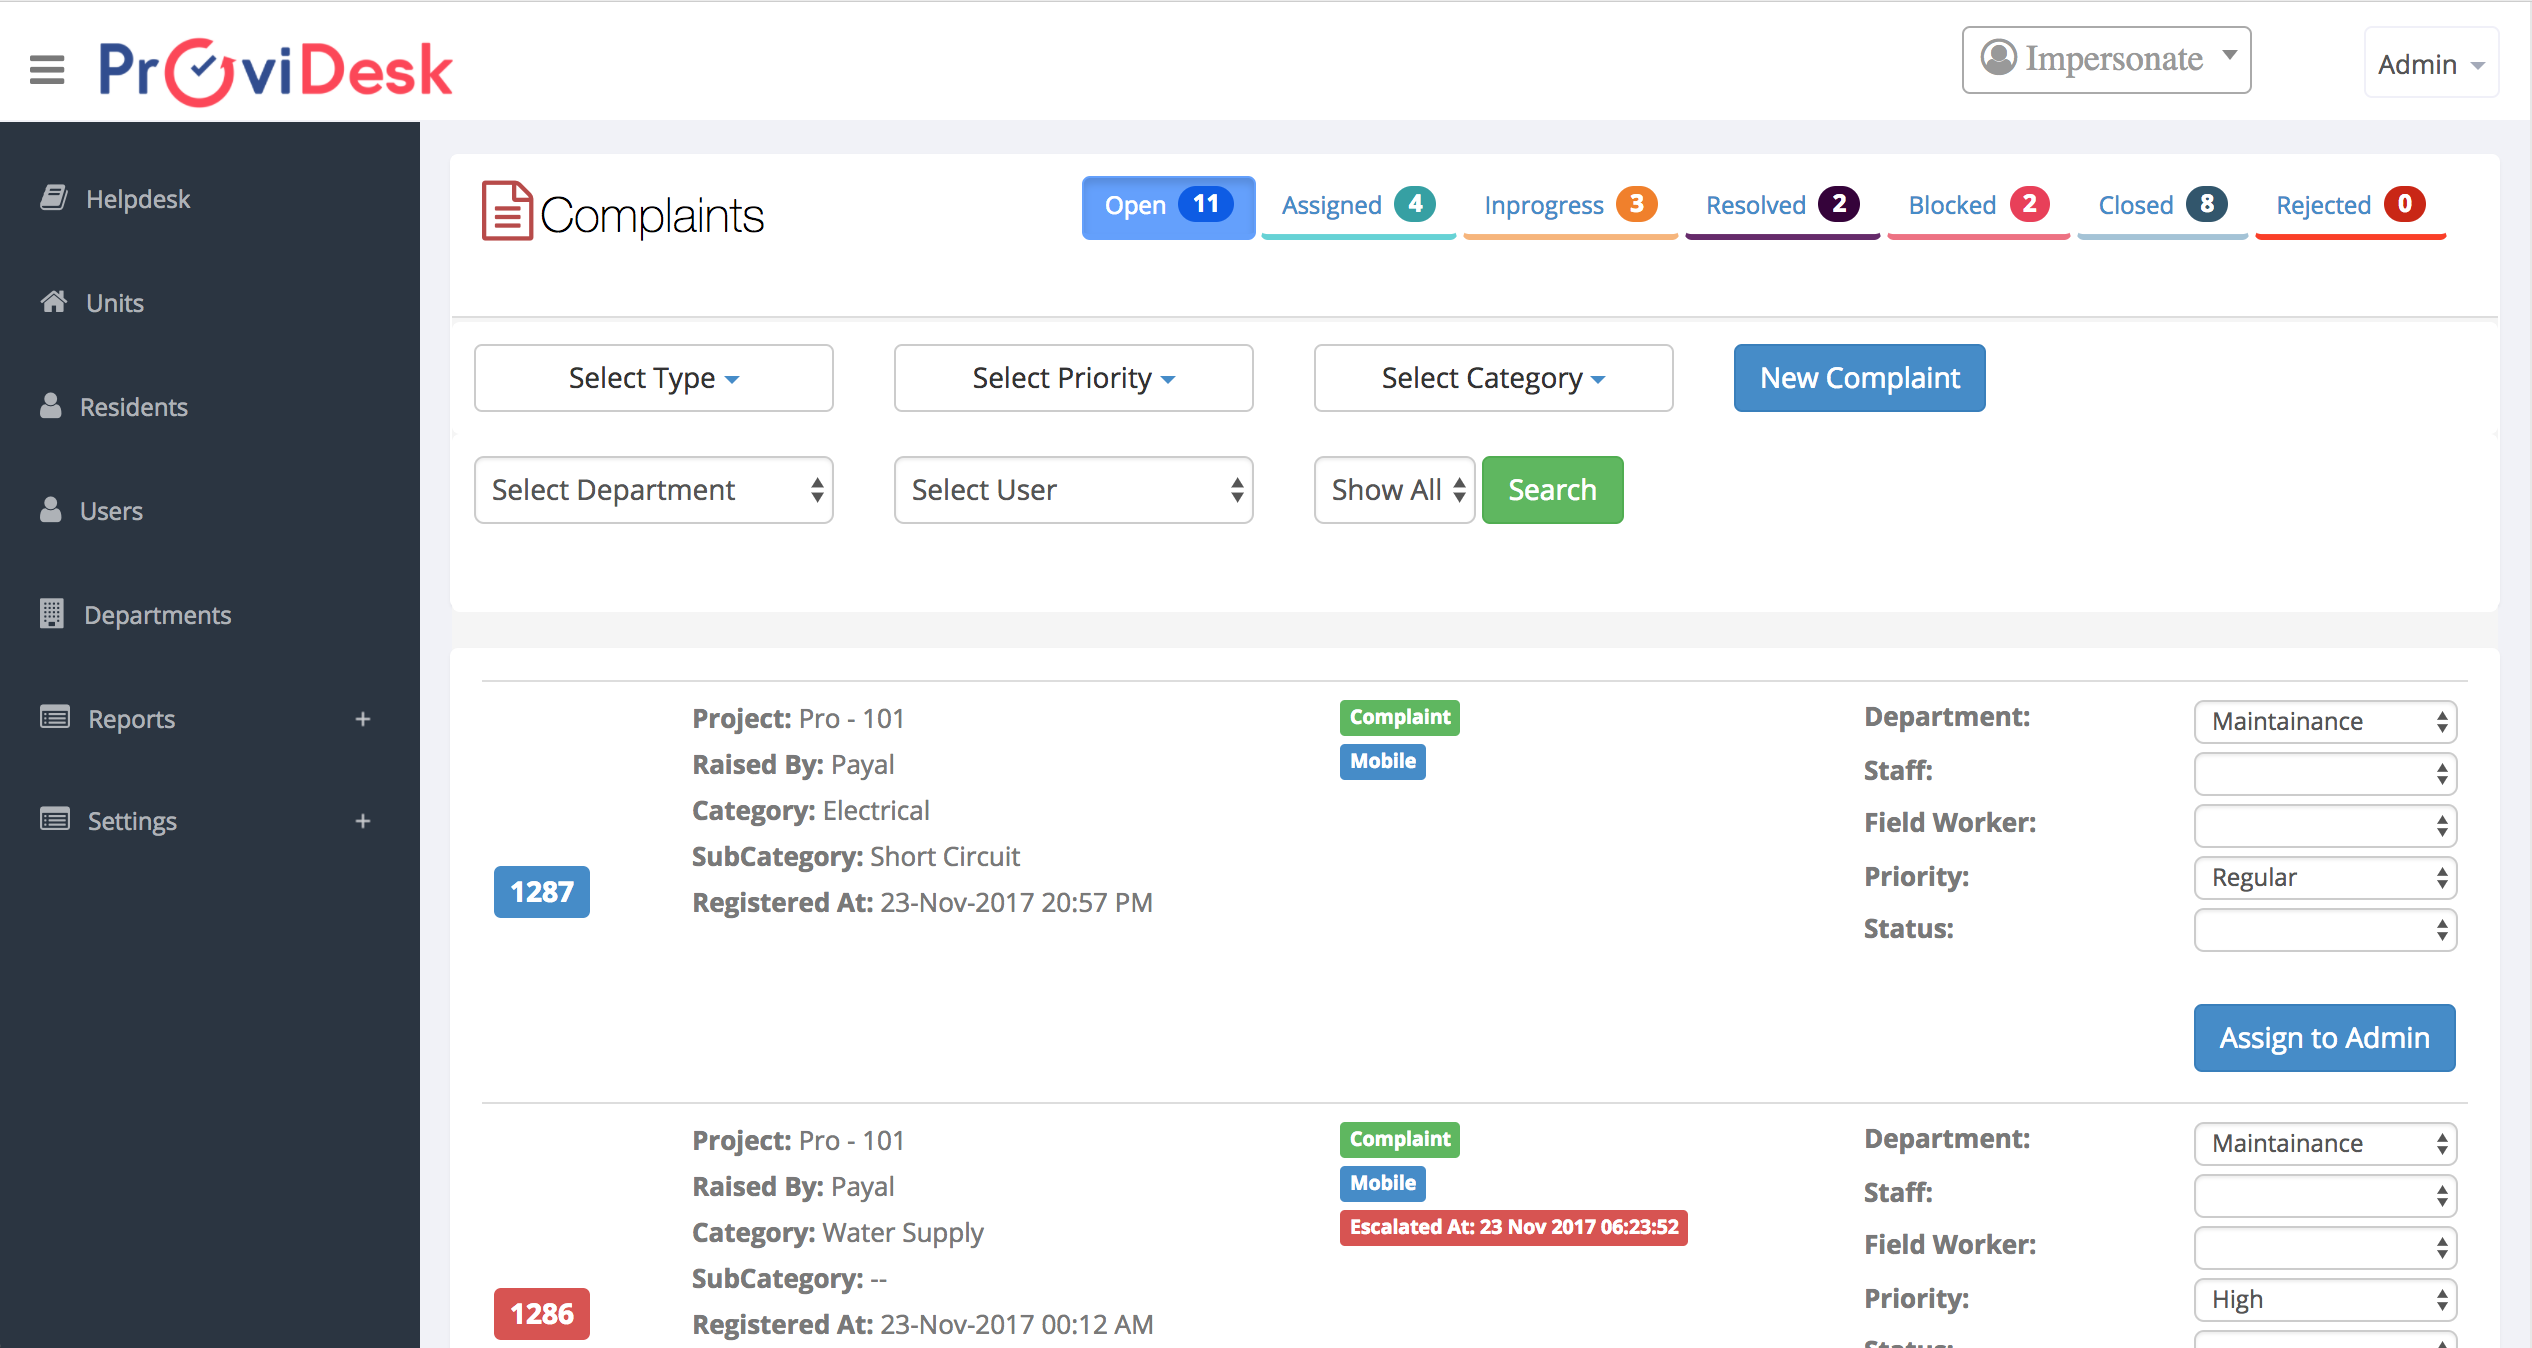 ProviDesk
Impersonate
Admin
Helpdesk
Units
Residents
Users
Departments
Reports +
Settings +
Complaints
Open 11
Assigned 4
Inprogress 3
Resolved 2
Blocked 2
Closed 8
Rejected 0
Select Type
Select Priority
Select Category
New Complaint
Select Department
Select User
Show All
Search
1287
Project: Pro - 101
Raised By: Payal
Category: Electrical
SubCategory: Short Circuit
Registered At: 23-Nov-2017 20:57 PM
Complaint
Mobile
Department: Maintainance
Staff:
Field Worker:
Priority: Regular
Status:
Assign to Admin
1286
Project: Pro - 101
Raised By: Payal
Category: Water Supply
SubCategory: --
Registered At: 23-Nov-2017 00:12 AM
Complaint
Mobile
Escalated At: 23 Nov 2017 06:23:52
Department: Maintainance
Staff:
Field Worker:
Priority: High
Status: